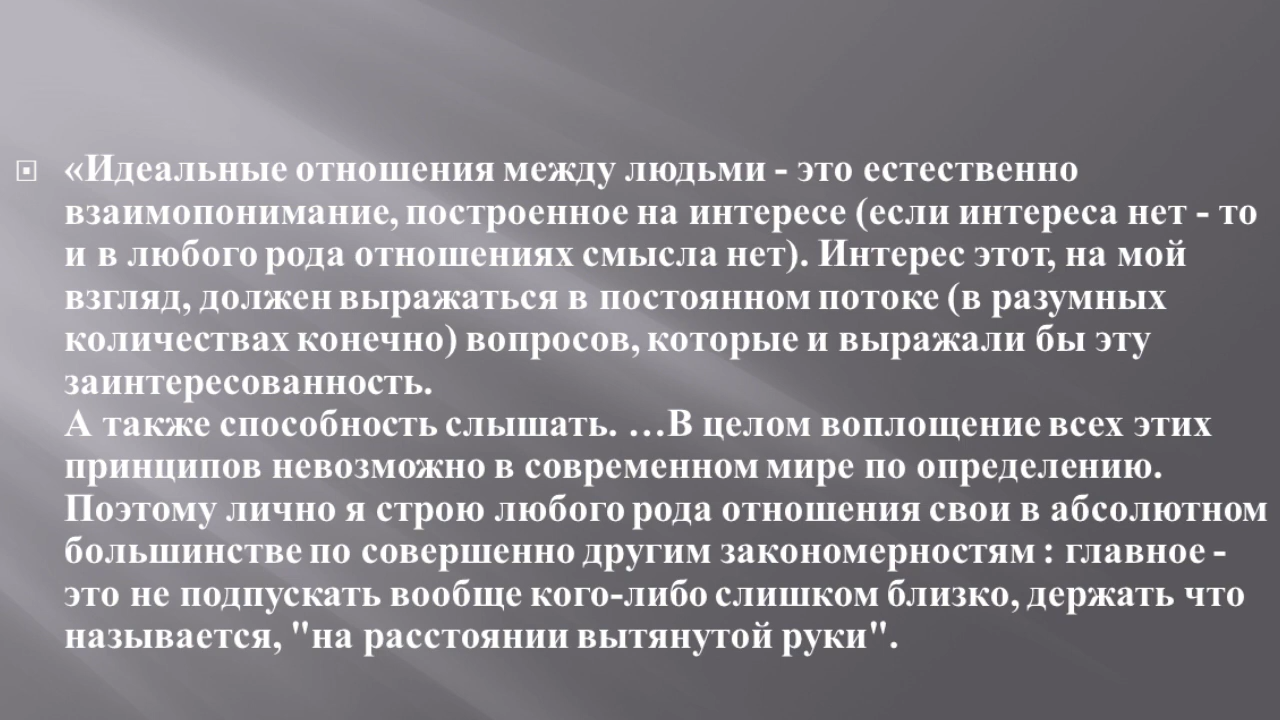 «Идеальные отношения между людьми - это естественно
взаимопонимание, построенное на интересе (если интереса нет - то
и в любого рода отношениях смысла нет). Интерес этот, на мой
взгляд, должен выражаться в постоянном потоке (в разумных
количествах конечно) вопросов, которые и выражали бы эту
заинтересованность.
А также способность слышать. …В целом воплощение всех этих
принципов невозможно в современном мире по определению.
Поэтому лично я строю любого рода отношения свои в абсолютном
большинстве по совершенно другим закономерностям : главное -
это не подпускать вообще кого-либо слишком близко, держать что
называется, "на расстоянии вытянутой руки".